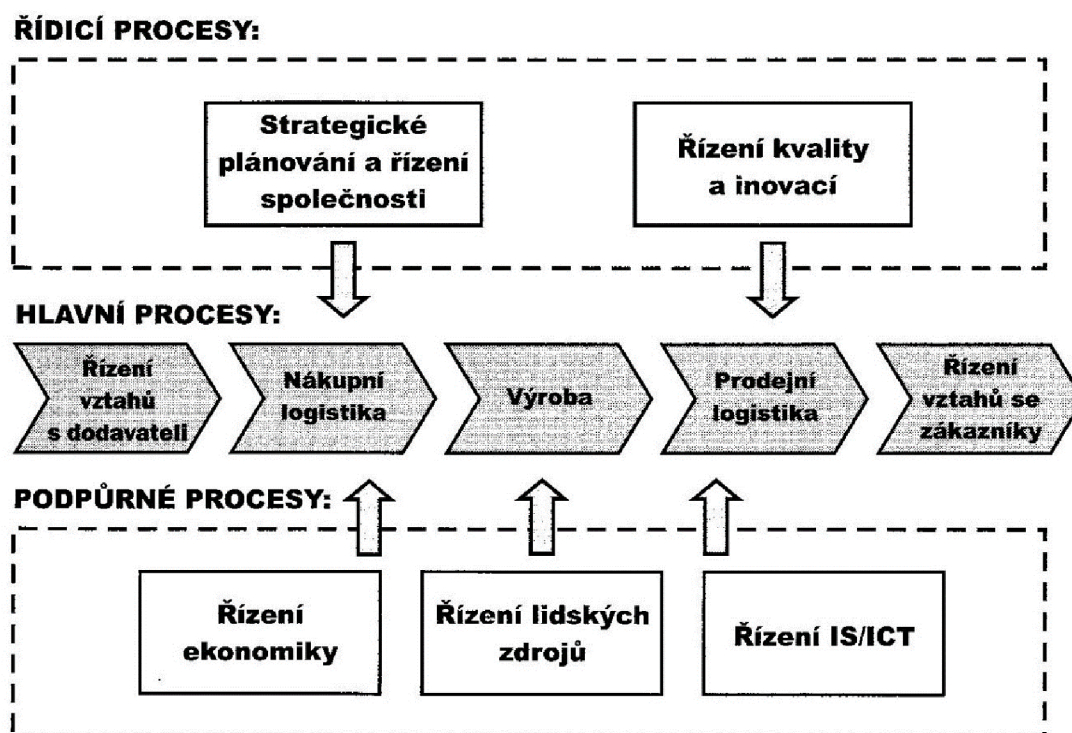 ŘÍDICÍ PROCESY:
Strategické
plánování a řízení
společnosti
Řízení kvality
a inovací
HLAVNÍ PROCESY:
Řízení
vztahů
s dodavateli
Nákupní
logistika
Výroba
Prodejní
logistika
Řízení
vztahů se
zákazníky
PODPŮRNÉ PROCESY:
Řízení
ekonomiky
Řízení lidských
zdrojů
Řízení IS/ICT